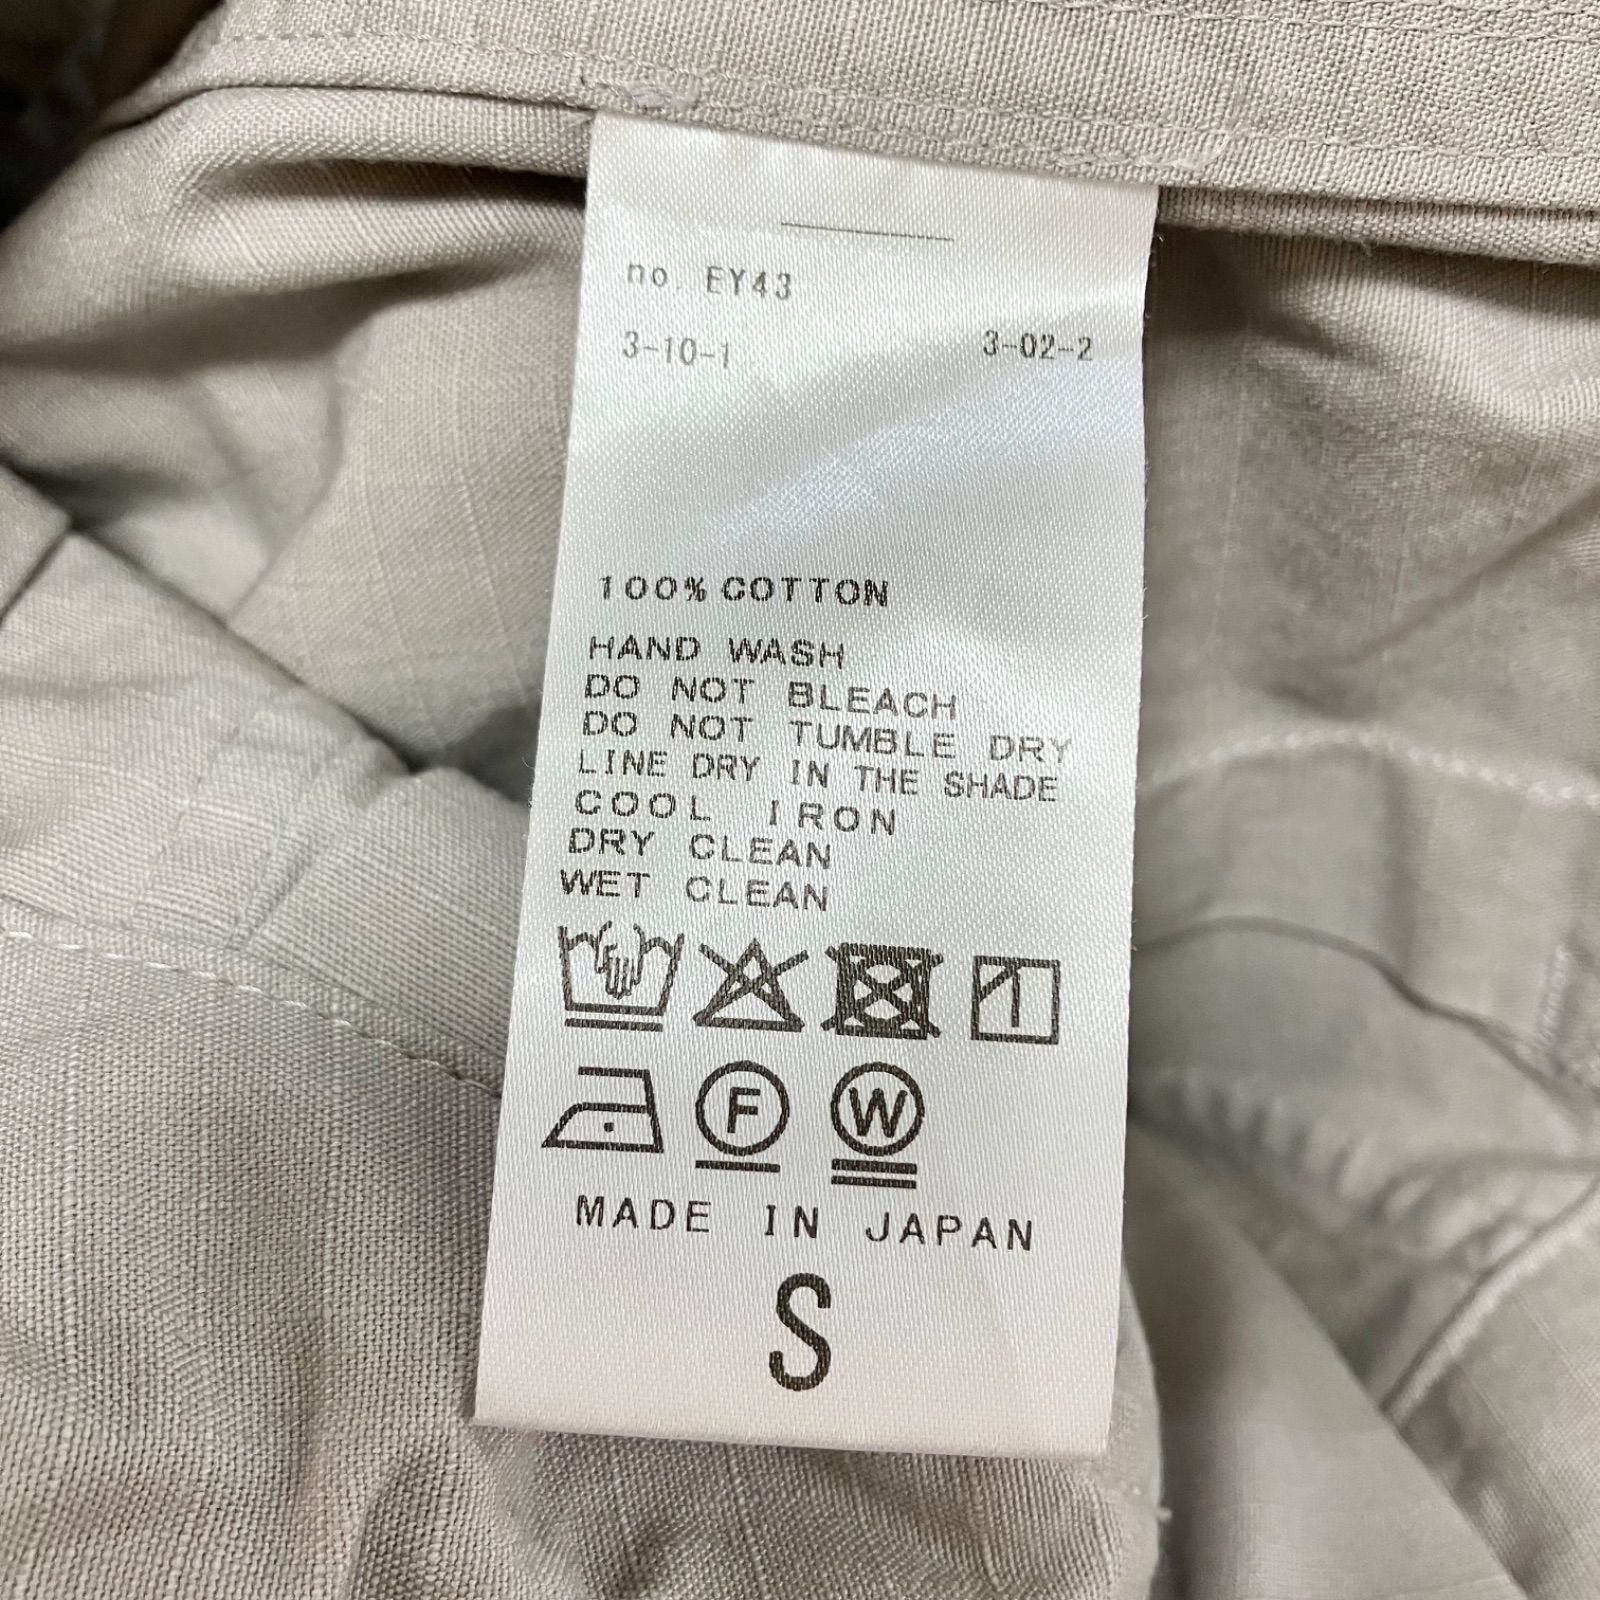 no. EY43
3-10-1 3-02-2
100% COTTON
HAND WASH
DO NOT BLEACH
DO NOT TUMBLE DRY
LINE DRY IN THE SHADE
COOL IRON
DRY CLEAN
WET CLEAN
F W
MADE IN JAPAN
S